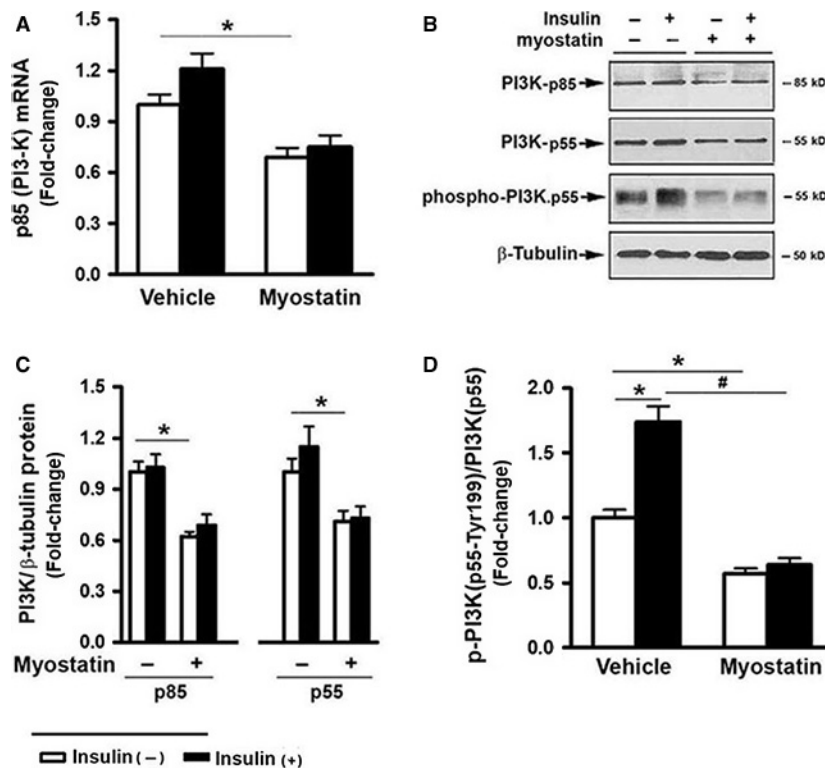 A
p85 (PI3-K) mRNA
(Fold-change)
1.5
1.2
0.9
0.6
0.3
0.0
*
Vehicle Myostatin
B
Insulin – + – +
myostatin – – + +
PI3K-p85 – 85 kD
PI3K-p55 – 55 kD
phospho-PI3K.p55 – 55 kD
β-Tubulin – 50 kD
C
PI3K/β-tubulin protein
(Fold-change)
1.5
1.2
0.9
0.6
0.3
0.0
* *
Myostatin – + – +
p85 p55
Insulin (–) Insulin (+)
D
p-PI3K(p55-Tyr199)/PI3K(p55)
(Fold-change)
2.0
1.5
1.0
0.5
0.0
*
* #
Vehicle Myostatin